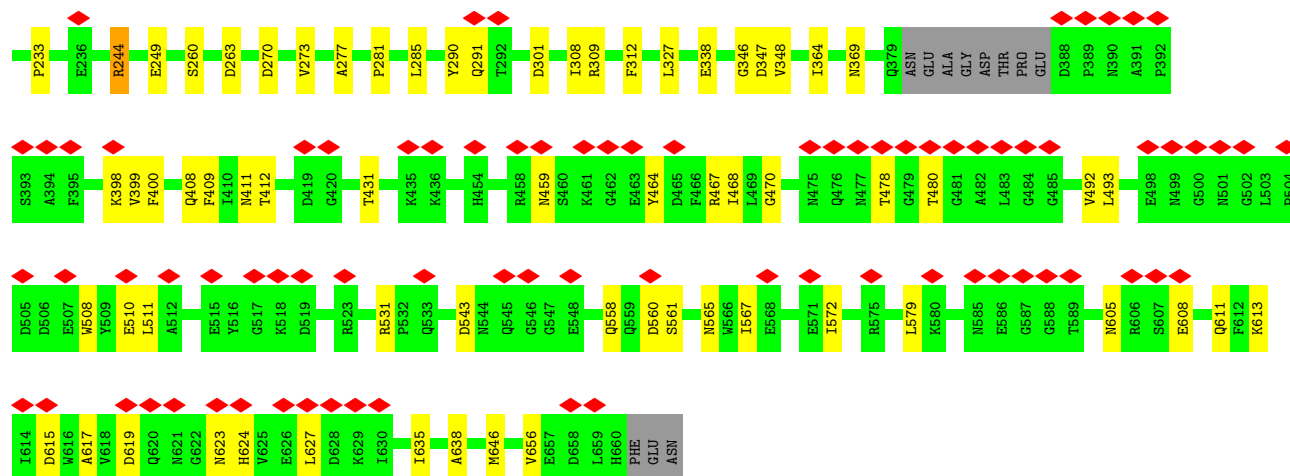 P233 E236 R244 E249 S260 D263 D270 V273 A277 P281 L285 Y290 Q291 T292 D301 I308 R309 F312 L327 E338 G346 D347 V348 I364 N369 Q379 ASN GLU ALA GLY ASP THR PRO GLU D388 P389 N390 A391 P392
S393 A394 F395 K398 V399 F400 Q408 F409 I410 N411 T412 D419 G420 T431 K435 K436 H454 R458 N459 S460 K461 G462 E463 Y464 D465 F466 R467 I468 L469 G470 N475 Q476 N477 T478 G479 T480 G481 A482 L483 G484 G485 V492 L493 E498 N499 G500 N501 G502 L503
D505 D506 E507 W508 Y509 E510 L511 A512 E515 Y516 G517 K518 D519 R523 R531 P532 Q533 D543 N544 Q545 G546 G547 E548 Q558 Q559 D560 S561 N565 W566 I567 E568 E571 I572 R575 L579 K580 N585 E586 G587 G588 T589 N605 R606 S607 E608 Q611 F612 K613
I614 D615 W616 A617 V618 D619 Q620 N621 G622 N623 H624 V625 E626 L627 D628 K629 I630 I635 A638 M646 V656 E657 D658 L659 H660 PHE GLU ASN